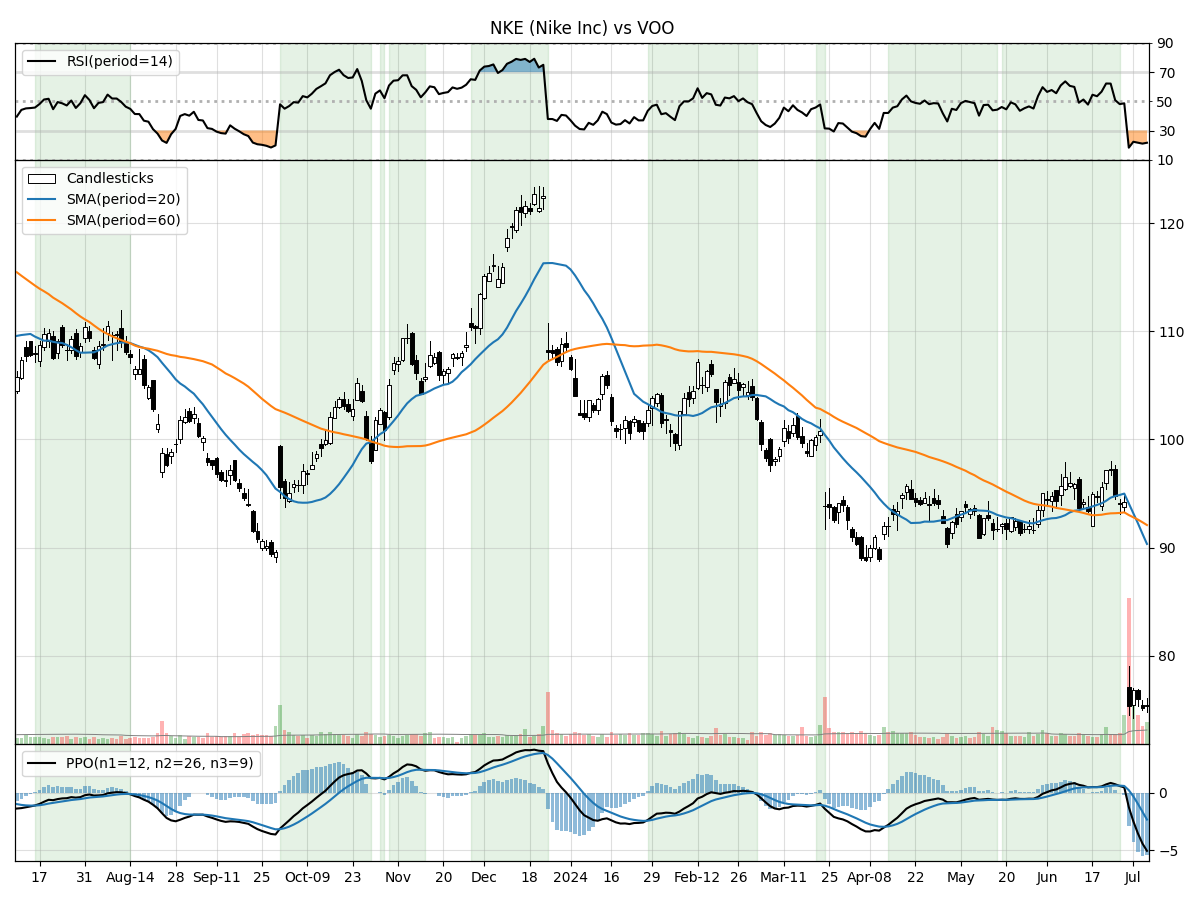 NKE (Nike Inc) vs VOO
RSI(period=14)
90
70
50
30
10
Candlesticks
SMA(period=20)
SMA(period=60)
120
110
100
90
80
PPO(n1=12, n2=26, n3=9)
0
−5
17 31 Aug-14 28 Sep-11 25 Oct-09 23 Nov 20 Dec 18 2024 16 29 Feb-12 26 Mar-11 25 Apr-08 22 May 20 Jun 17 Jul